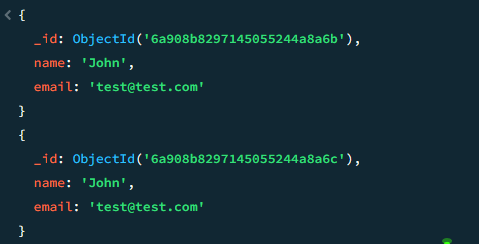 {
_id: ObjectId('6a908b8297145055244a8a6b'),
name: 'John',
email: 'test@test.com'
}
{
_id: ObjectId('6a908b8297145055244a8a6c'),
name: 'John',
email: 'test@test.com'
}